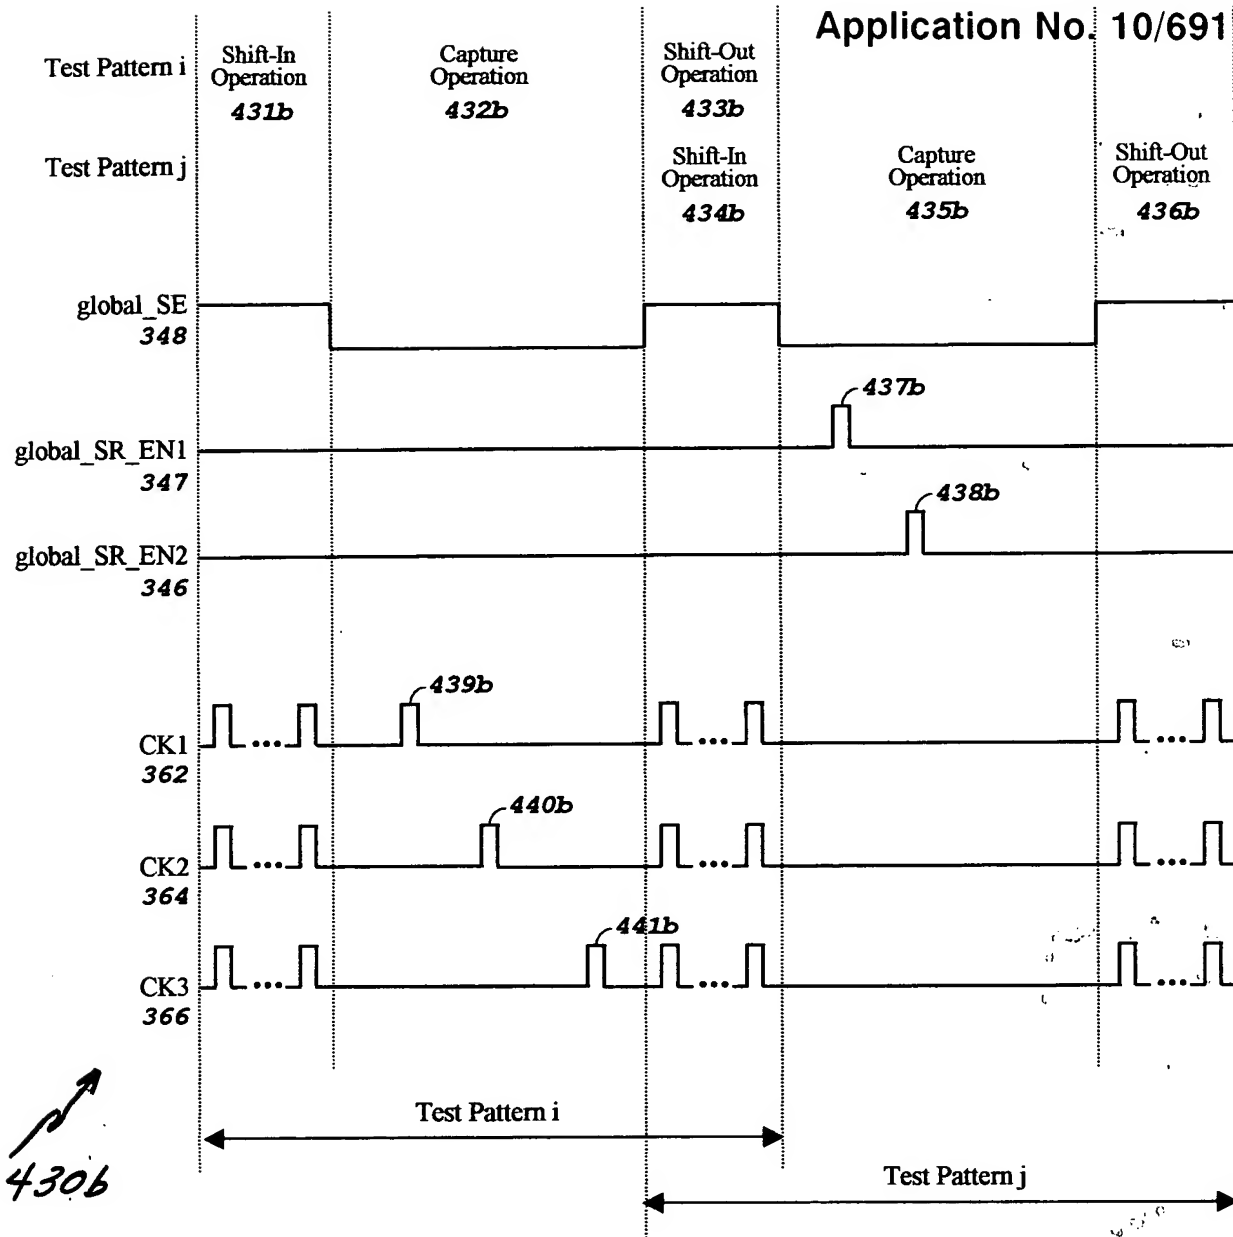 Application No. 10/691
Test Pattern i
Shift-In
Operation
431b
Capture
Operation
432b
Shift-Out
Operation
433b
Test Pattern j
Shift-In
Operation
434b
Capture
Operation
435b
Shift-Out
Operation
436b
global_SE
348
437b
global_SR_EN1
347
438b
global_SR_EN2
346
439b
CK1
362
440b
CK2
364
441b
CK3
366
Test Pattern i
430b
Test Pattern j